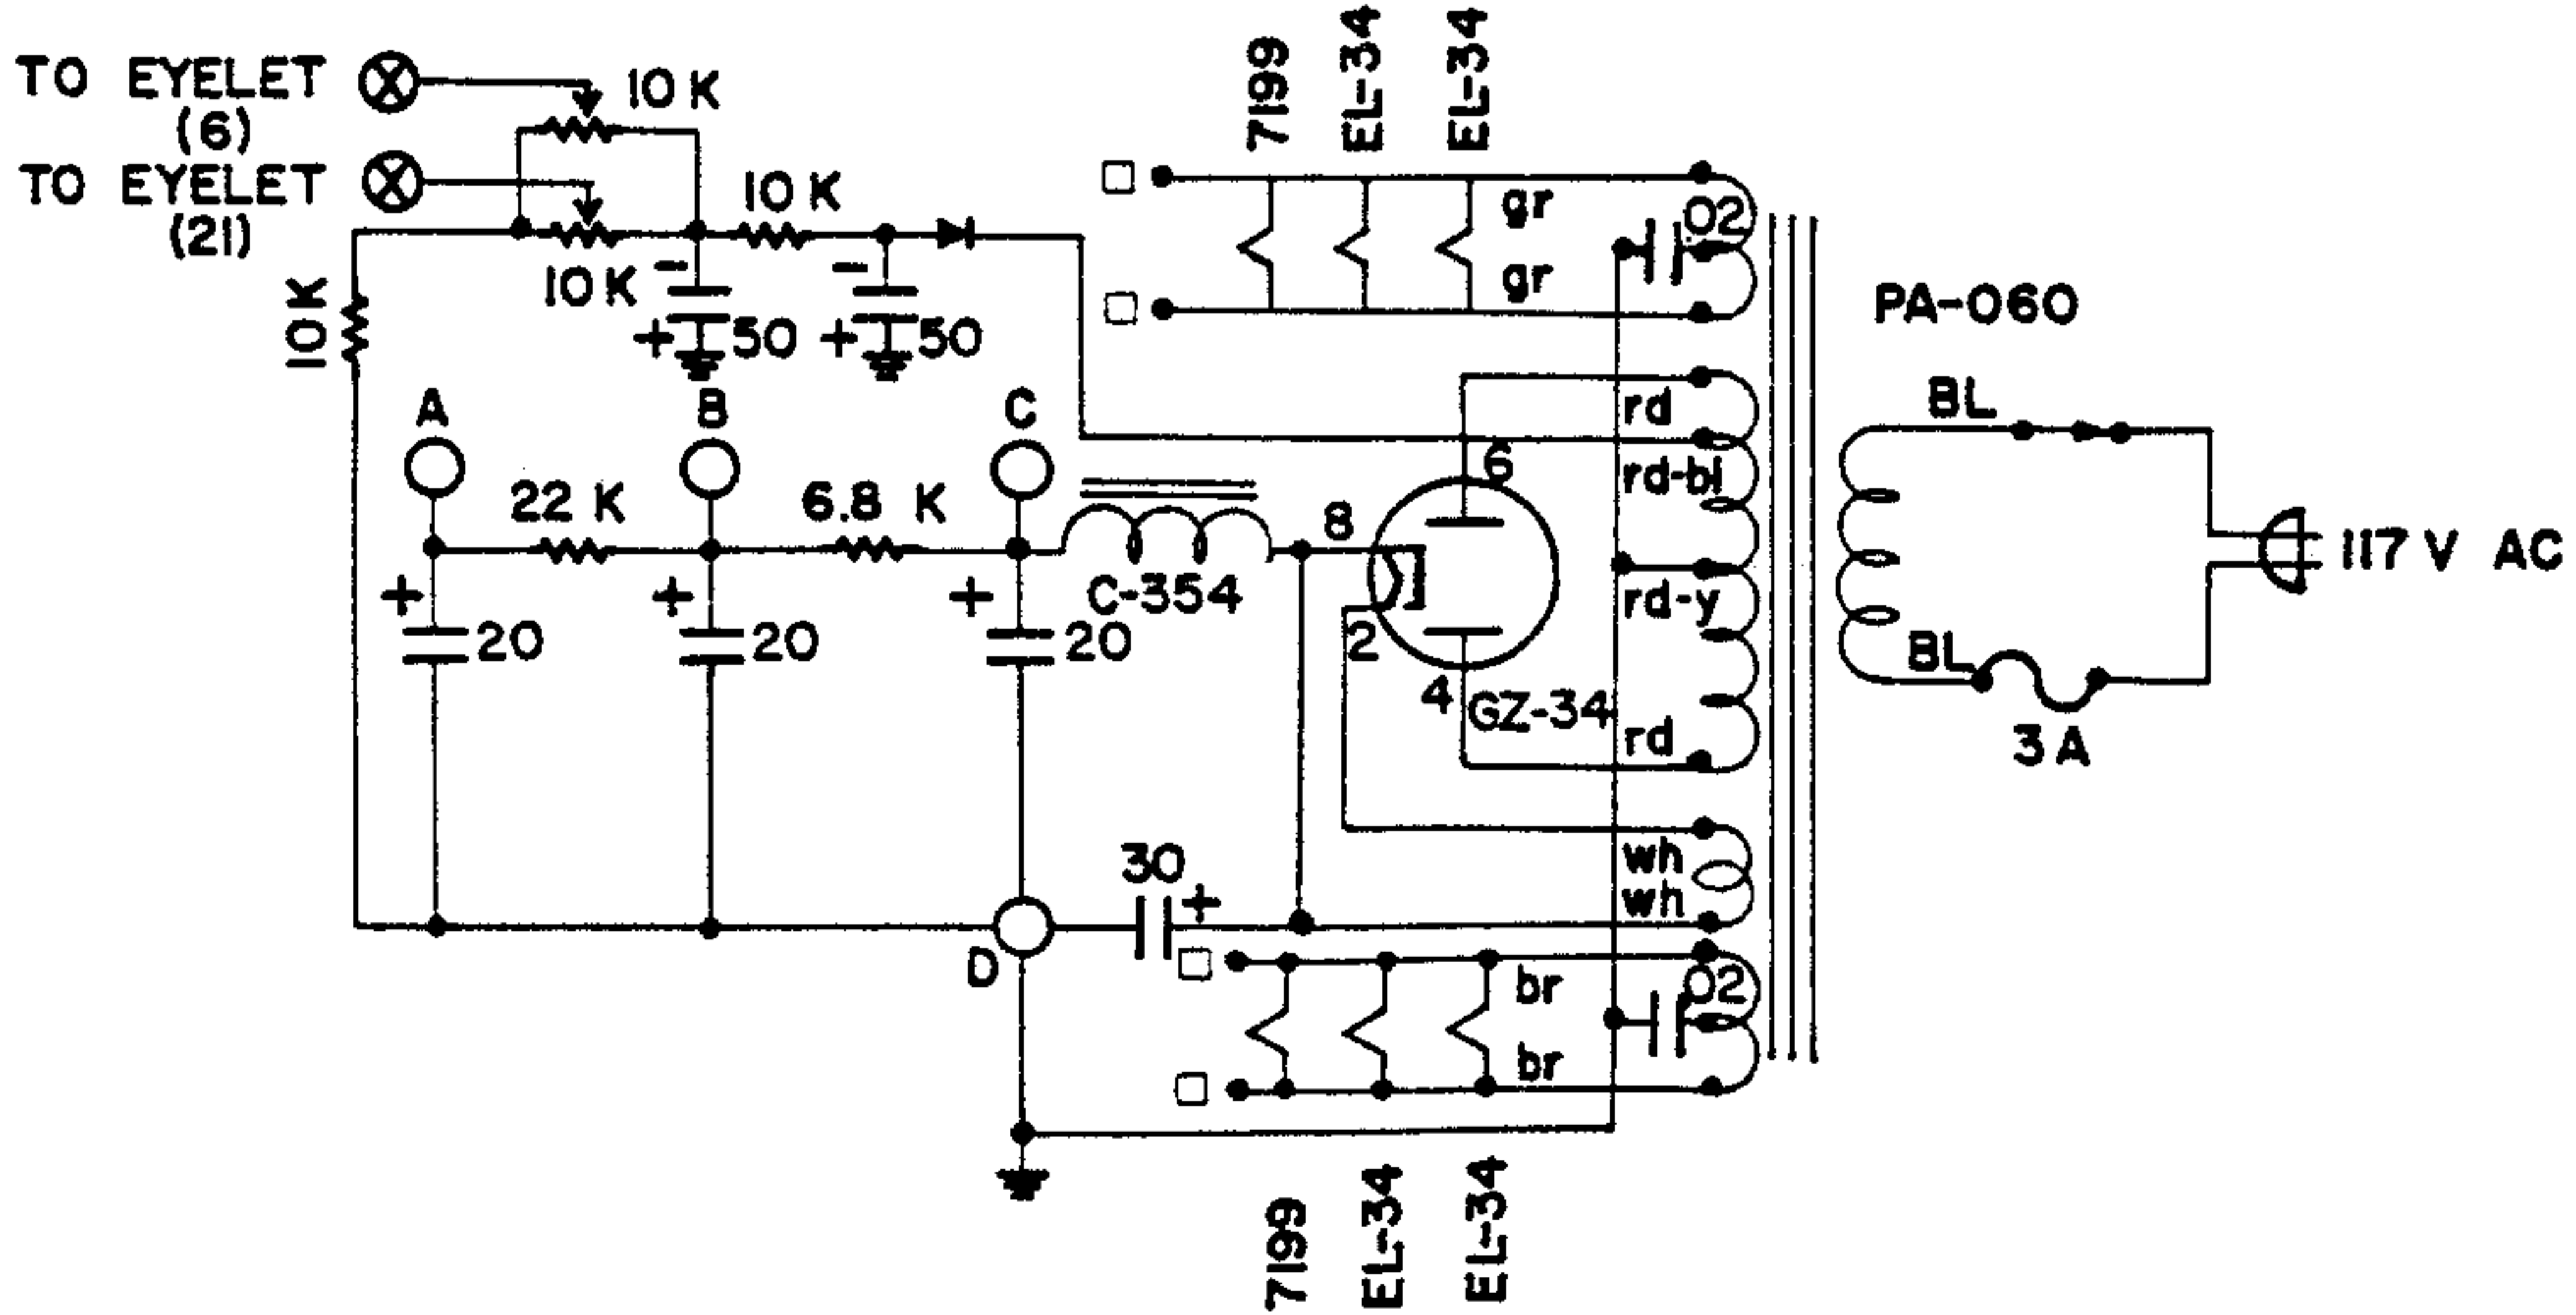 TO EYELET
(6)
TO EYELET
(21)
10 K
10 K
10 K
10 K
-
+
50
-
+
50
7199
EL-34
EL-34
gr
gr
02
PA-060
A
B
C
22 K
6.8 K
+
20
+
20
+
20
C-354
8
6
2
4
GZ-34
rd
rd-bl
rd-y
rd
BL
BL
3 A
117 V AC
wh
wh
30
+
D
br
br
02
7199
EL-34
EL-34